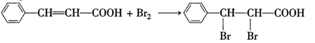 CH=CH—COOH + Br₂ ⟶ CH—CH—COOH
Br Br